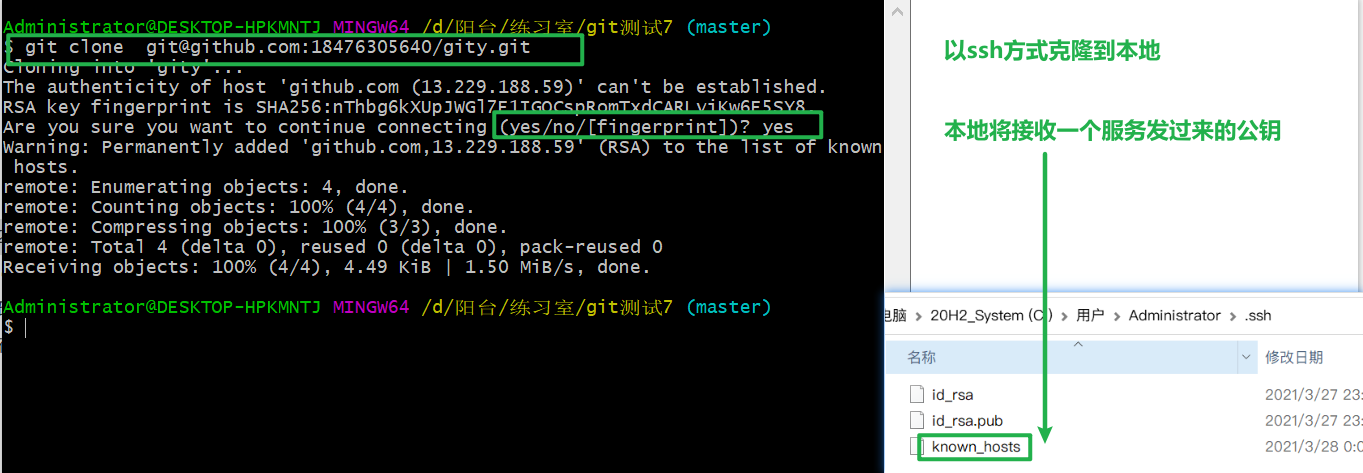 Administrator@DESKTOP-HPKMNTJ MINGW64 /d/阳台/练习室/git测试7 (master)
$ git clone  git@github.com:18476305640/gity.git
Cloning into 'gity'...
The authenticity of host 'github.com (13.229.188.59)' can't be established.
RSA key fingerprint is
Are you sure you want to continue connecting (yes/no/[fingerprint])? yes
Warning: Permanently added 'github.com,13.229.188.59' (RSA) to the list of known
hosts.
remote: Enumerating objects: 4, done.
remote: Counting objects: 100% (4/4), done.
remote: Compressing objects: 100% (3/3), done.
remote: Total 4 (delta 0), reused 0 (delta 0), pack-reused 0
Receiving objects: 100% (4/4), 4.49 KiB | 1.50 MiB/s, done.
Administrator@DESKTOP-HPKMNTJ MINGW64 /d/阳台/练习室/git测试7 (master)
$
以ssh方式克隆到本地
本地将接收一个服务发过来的公钥
电脑 > 20H2_System (C:) > 用户 > Administrator > .ssh
名称 修改日期
id_rsa 2021/3/27 23:
id_rsa.pub 2021/3/27 23:
known_hosts 2021/3/28 0:0